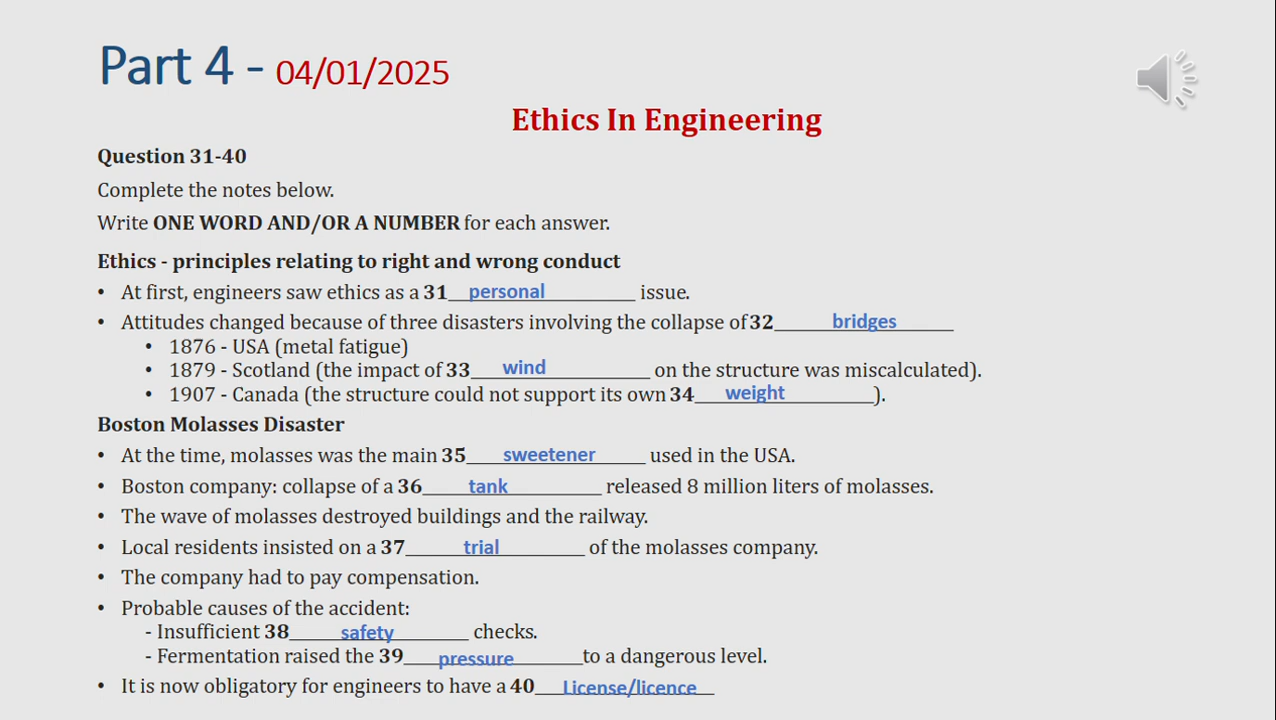 Part 4 - 04/01/2025
Ethics In Engineering
Question 31-40
Complete the notes below.
Write ONE WORD AND/OR A NUMBER for each answer.
Ethics - principles relating to right and wrong conduct
• At first, engineers saw ethics as a 31 personal issue.
• Attitudes changed because of three disasters involving the collapse of 32 bridges
• 1876 - USA (metal fatigue)
• 1879 - Scotland (the impact of 33 wind on the structure was miscalculated).
• 1907 - Canada (the structure could not support its own 34 weight ).
Boston Molasses Disaster
• At the time, molasses was the main 35 sweetener used in the USA.
• Boston company: collapse of a 36 tank released 8 million liters of molasses.
• The wave of molasses destroyed buildings and the railway.
• Local residents insisted on a 37 trial of the molasses company.
• The company had to pay compensation.
• Probable causes of the accident:
- Insufficient 38 safety checks.
- Fermentation raised the 39 pressure to a dangerous level.
• It is now obligatory for engineers to have a 40 License/licence